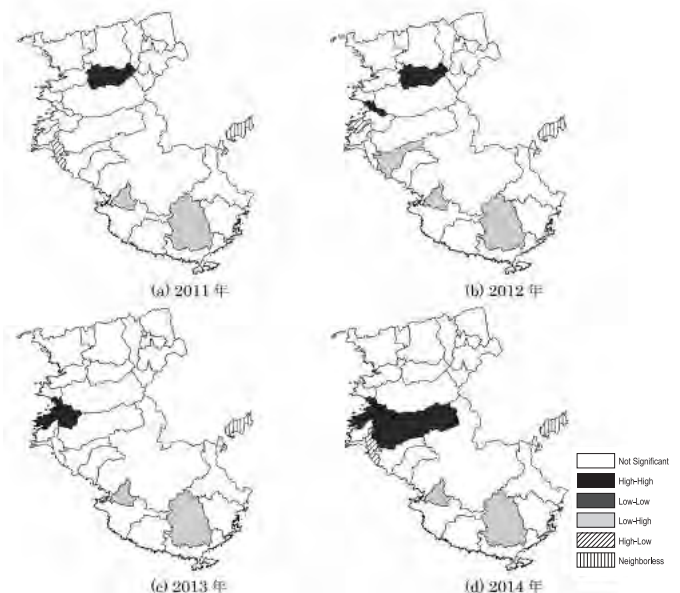 (a) 2011 年
(b) 2012 年
(c) 2013 年
(d) 2014 年
Not Significant
High-High
Low-Low
Low-High
High-Low
Neighborless